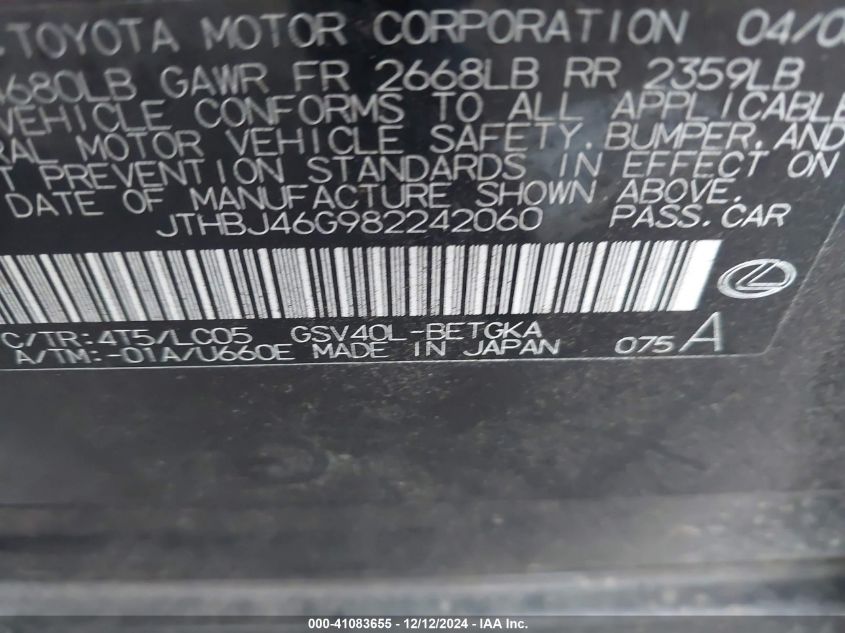 .TOYOTA MOTOR CORPORATION 04/0
4680LB GAWR FR 2668LB RR 2359LB
VEHICLE CONFORMS TO ALL APPLICABLE
RAL MOTOR VEHICLE SAFETY, BUMPER, AND
T PREVENTION STANDARDS IN EFFECT ON
DATE OF MANUFACTURE SHOWN ABOVE.
JTHBJ46G982242060 PASS.CAR
C/TR:4T5/LC05 GSV40L-BETGKA
A/TM:-01A/U660E MADE IN JAPAN 075 A
000-41083655 - 12/12/2024 - IAA Inc.